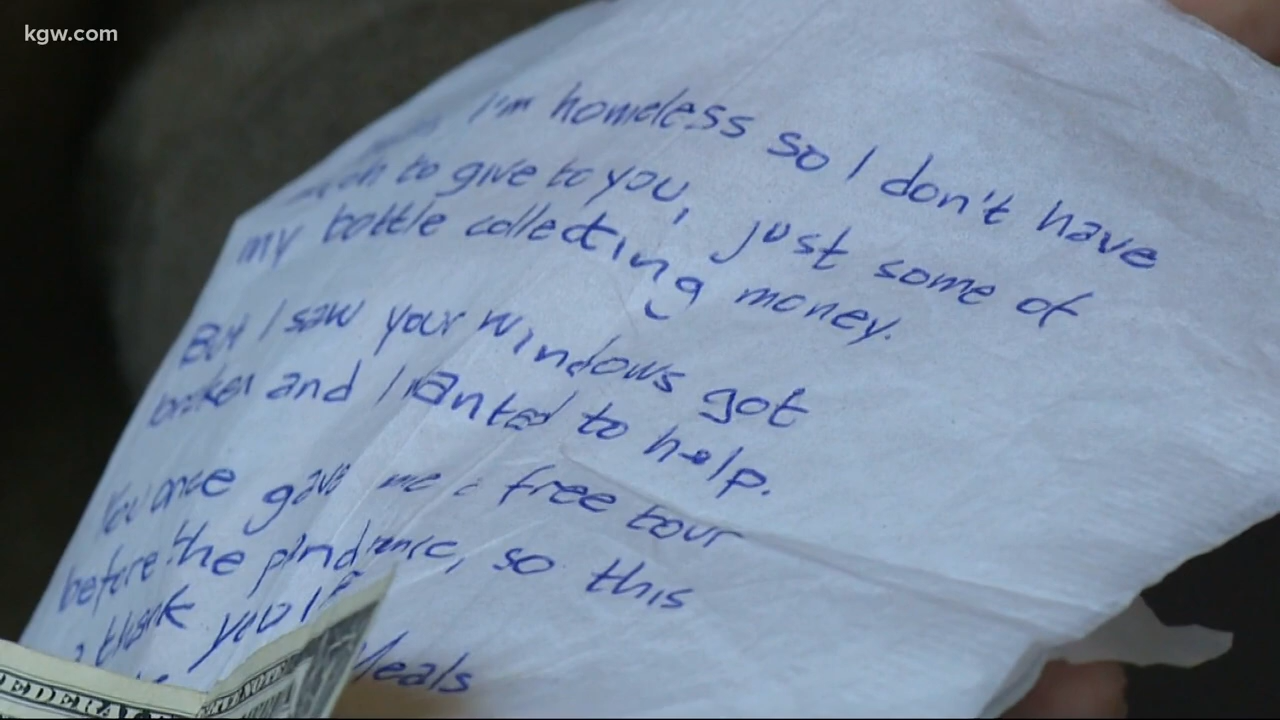 kgw.com
I'm homeless so I don't have
to give to you, just some of
my bottle collecting money.
But I saw your windows got
broken and I wanted to help.
You once gave me a free tour
before the pandemic, so this
a thank you
Meals
FEDERAL
NOTE